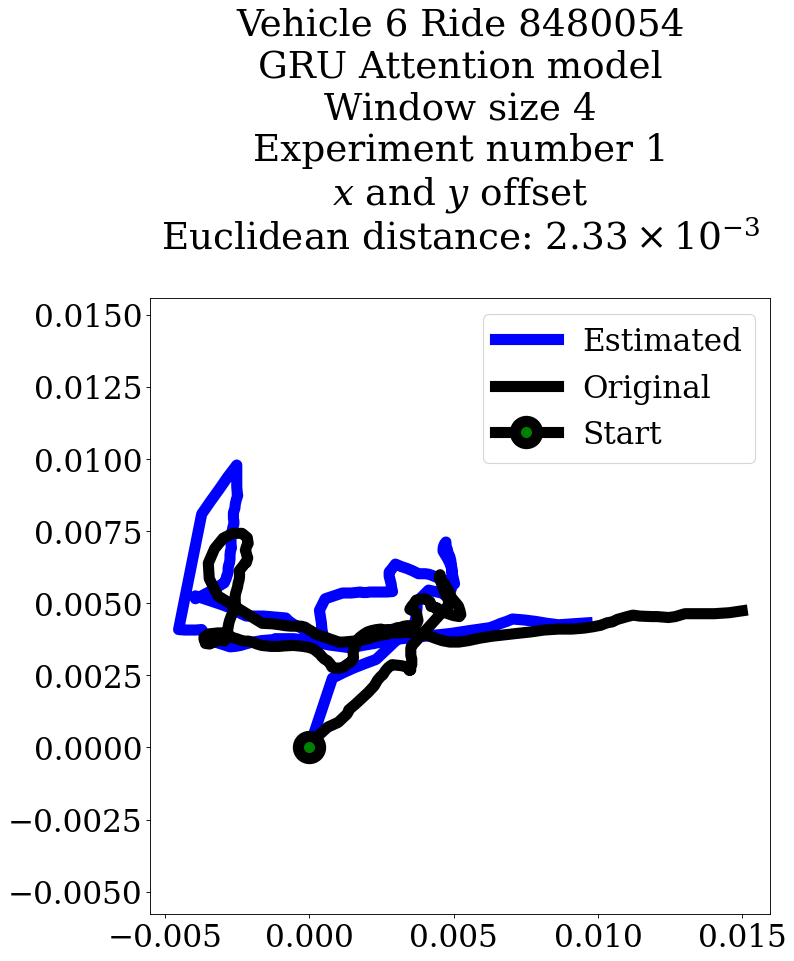 Vehicle 6 Ride 8480054
GRU Attention model
Window size 4
Experiment number 1
x and y offset
Euclidean distance: 2.33 × 10⁻³
Estimated
Original
Start
0.0150
0.0125
0.0100
0.0075
0.0050
0.0025
0.0000
−0.0025
−0.0050
−0.005 0.000 0.005 0.010 0.015